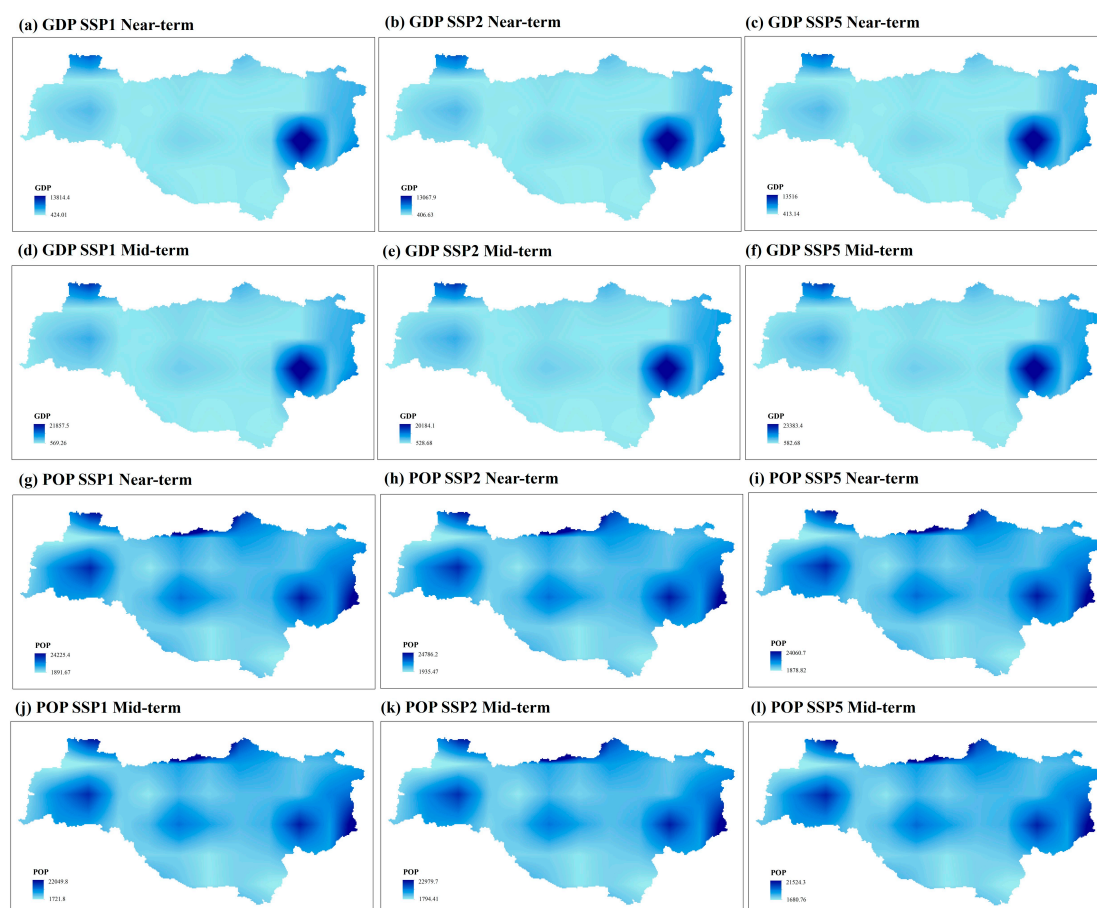 (a) GDP SSP1 Near-term
(b) GDP SSP2 Near-term
(c) GDP SSP5 Near-term
GDP
13814.4
424.01
GDP
13067.9
406.63
GDP
13516
413.14
(d) GDP SSP1 Mid-term
(e) GDP SSP2 Mid-term
(f) GDP SSP5 Mid-term
GDP
21857.5
569.26
GDP
20184.1
528.68
GDP
23383.4
582.68
(g) POP SSP1 Near-term
(h) POP SSP2 Near-term
(i) POP SSP5 Near-term
POP
24225.4
1891.67
POP
24786.2
1935.47
POP
24060.7
1878.82
(j) POP SSP1 Mid-term
(k) POP SSP2 Mid-term
(l) POP SSP5 Mid-term
POP
22049.8
1721.8
POP
22979.7
1794.41
POP
21524.3
1680.76